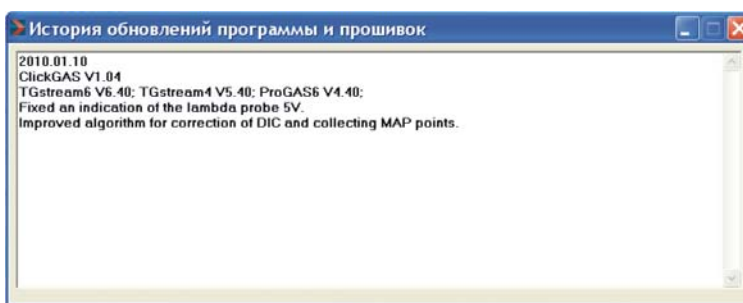 История обновлений программы и прошивок
2010.01.10
ClickGAS V1.04
TGstream6 V6.40; TGstream4 V5.40; ProGAS6 V4.40;
Fixed an indication of the lambda probe 5V.
Improved algorithm for correction of DIC and collecting MAP points.